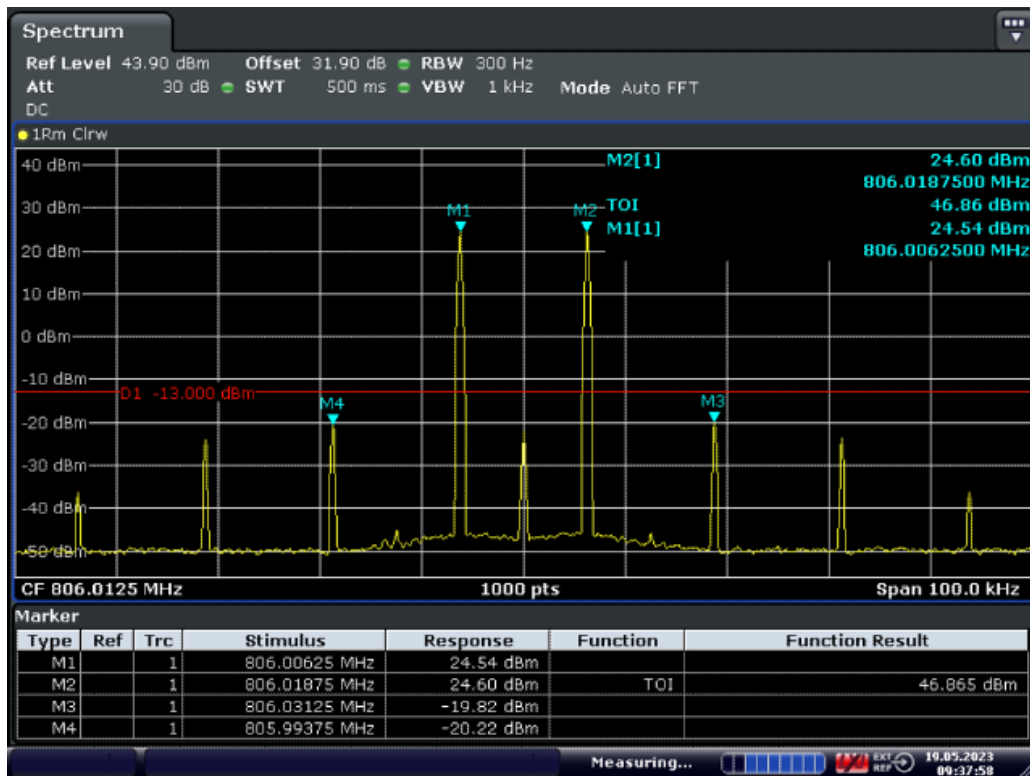 Spectrum
Ref Level 43.90 dBm Offset 31.90 dB RBW 300 Hz
Att 30 dB SWT 500 ms VBW 1 kHz Mode Auto FFT
DC
1Rm Clrw
40 dBm
M2[1] 24.60 dBm
806.0187500 MHz
30 dBm
TOI 46.86 dBm
M1
M2
M1[1] 24.54 dBm
20 dBm
806.0062500 MHz
10 dBm
0 dBm
-10 dBm
D1 -13.000 dBm
M4
M3
-20 dBm
-30 dBm
-40 dBm
-50 dBm
CF 806.0125 MHz 1000 pts Span 100.0 kHz
Marker
Type Ref Trc Stimulus Response Function Function Result
M1 1 806.00625 MHz 24.54 dBm
M2 1 806.01875 MHz 24.60 dBm TOI 46.865 dBm
M3 1 806.03125 MHz -19.82 dBm
M4 1 805.99375 MHz -20.22 dBm
Measuring... EXT REF 19.05.2023
09:37:58